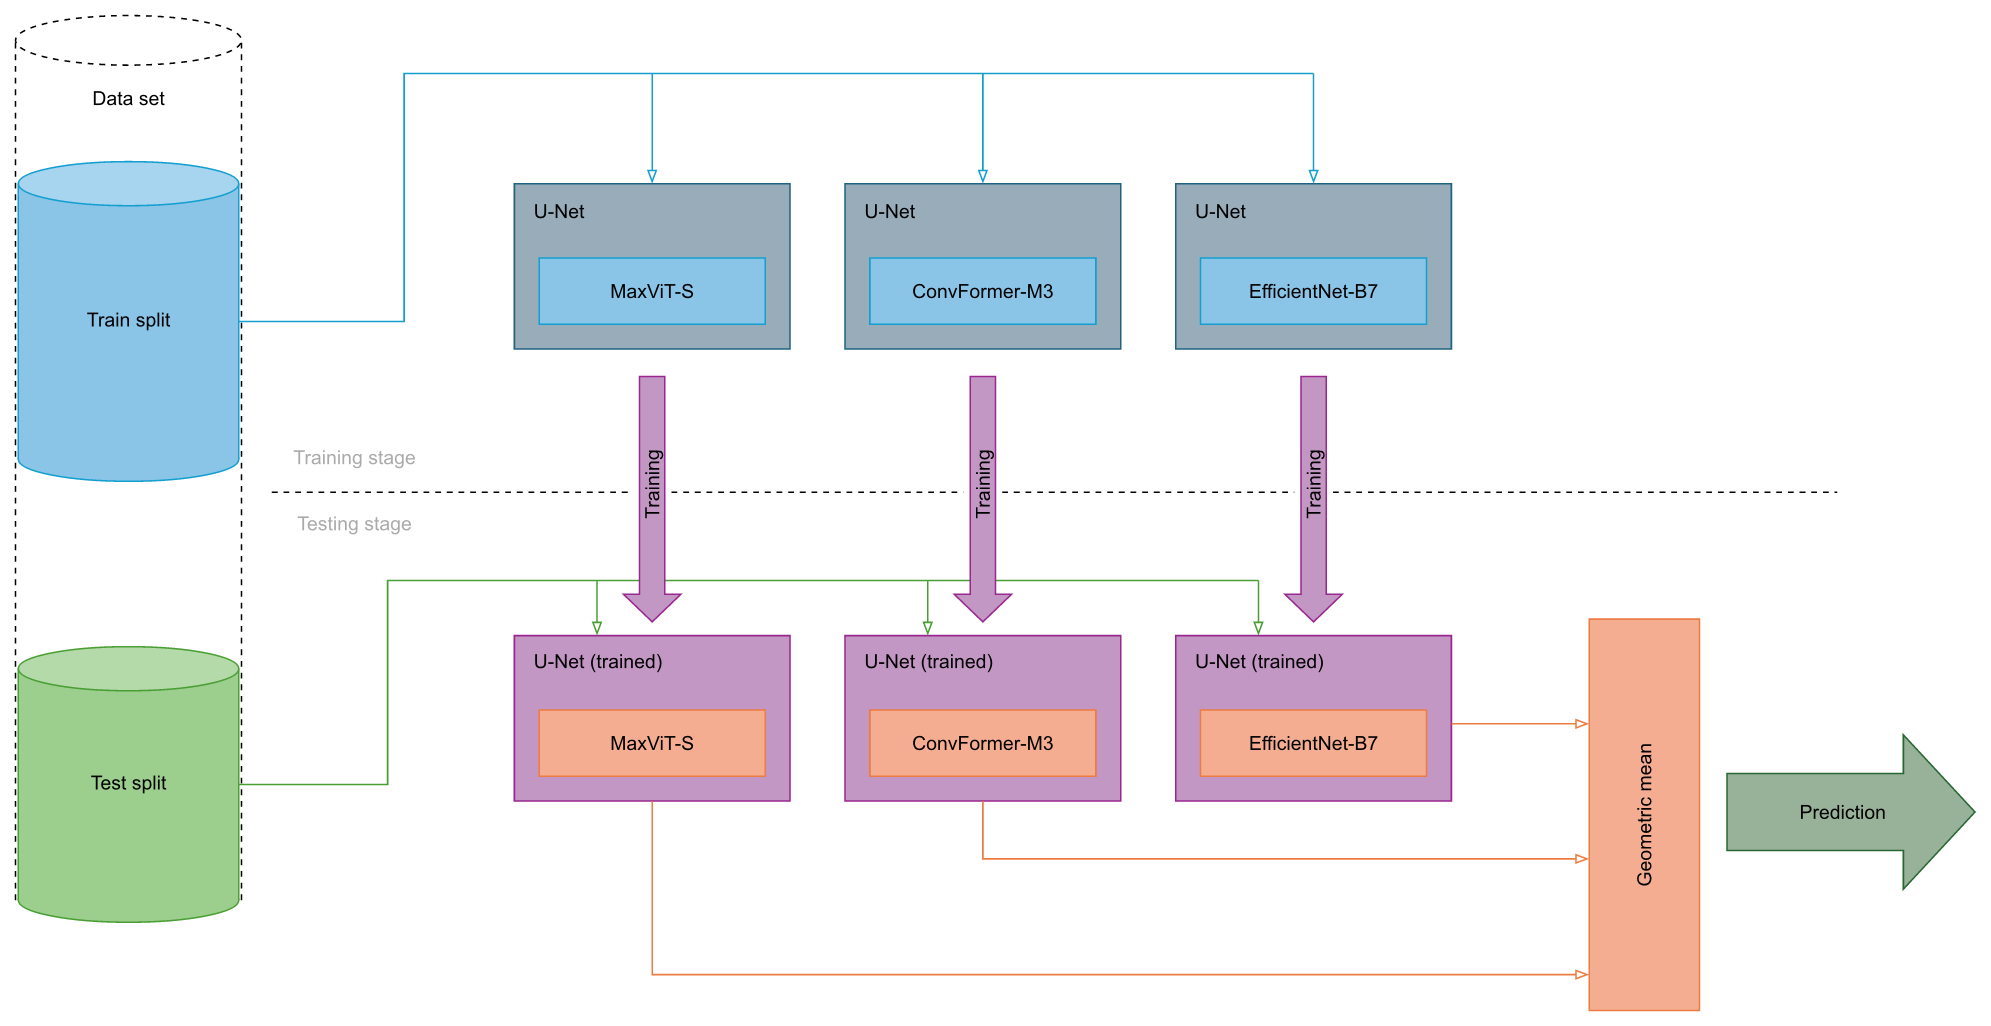 Data set
Train split
U-Net
MaxViT-S
U-Net
ConvFormer-M3
U-Net
EfficientNet-B7
Training stage
Training
Training
Training
Testing stage
Test split
U-Net (trained)
MaxViT-S
U-Net (trained)
ConvFormer-M3
U-Net (trained)
EfficientNet-B7
Geometric mean
Prediction